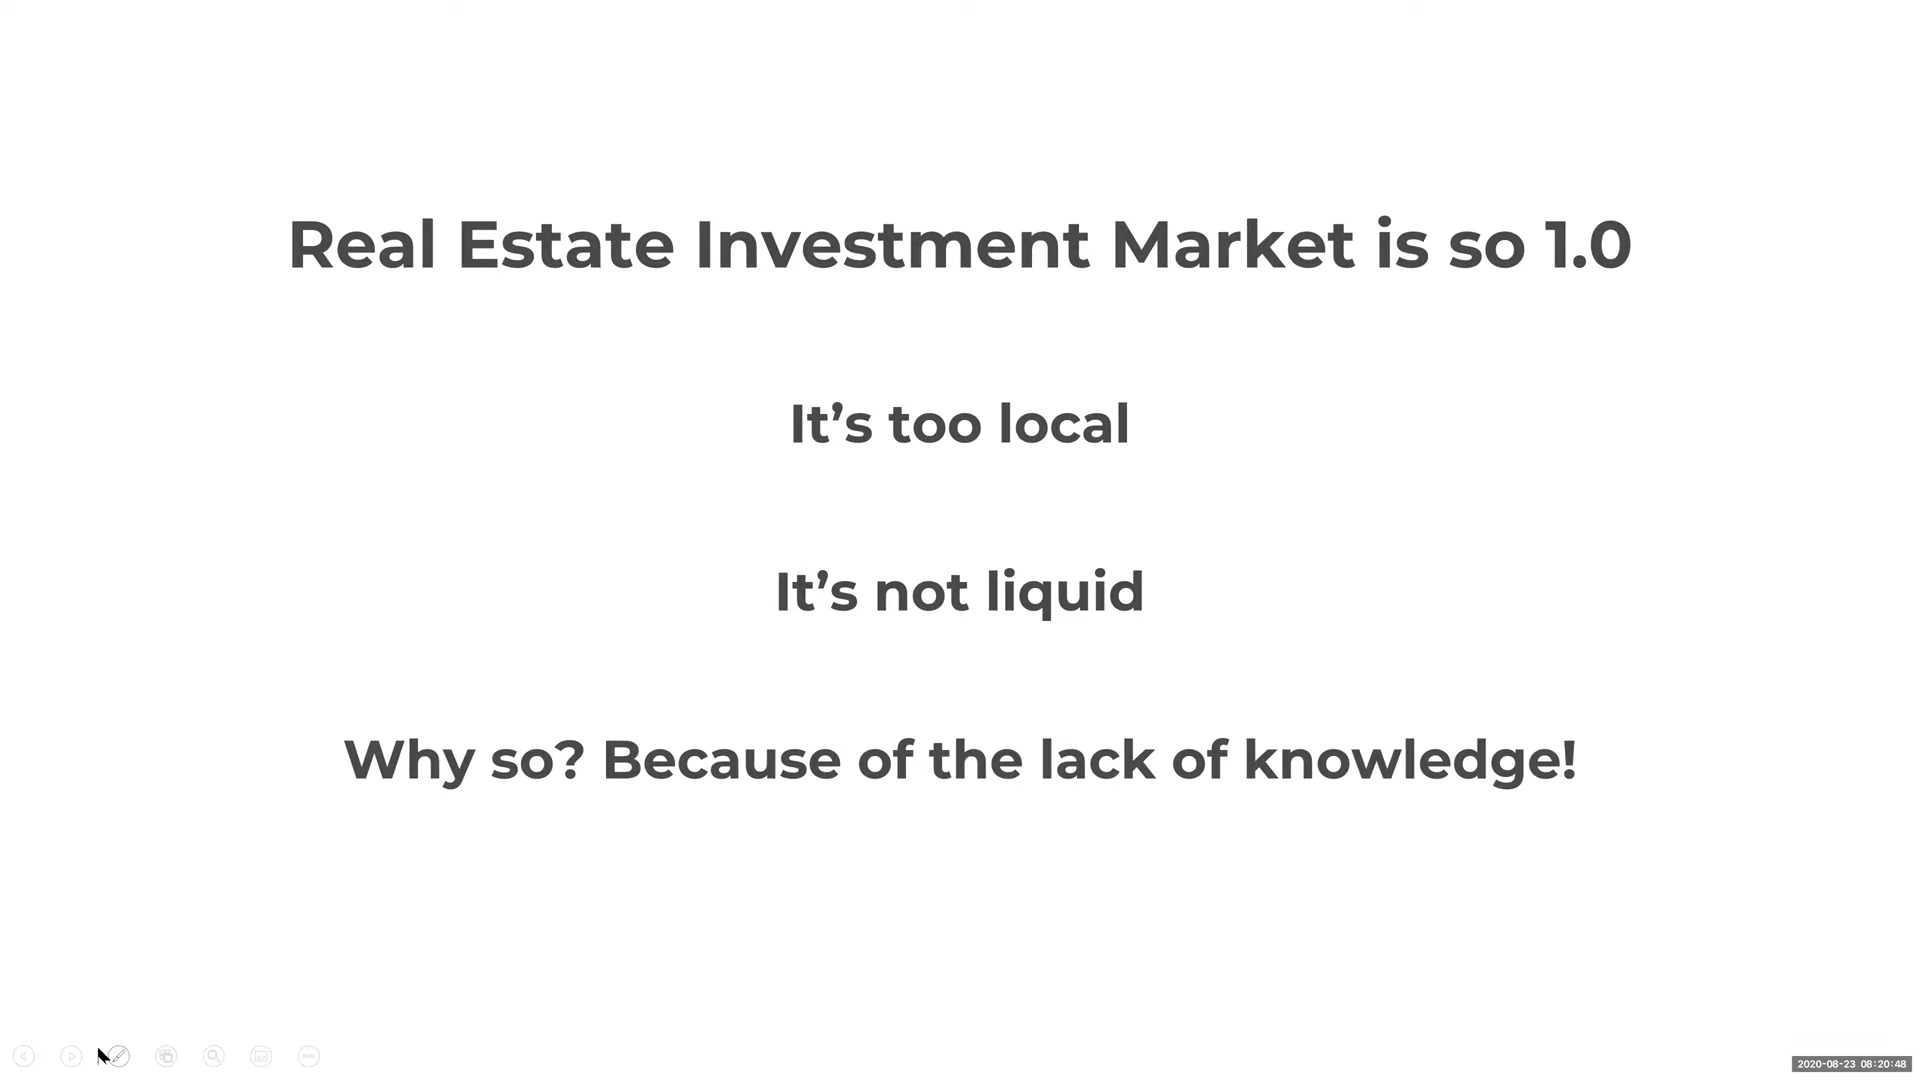 Real Estate Investment Market is so 1.0
It’s too local
It’s not liquid
Why so? Because of the lack of knowledge!
2020-08-23 08:20:48